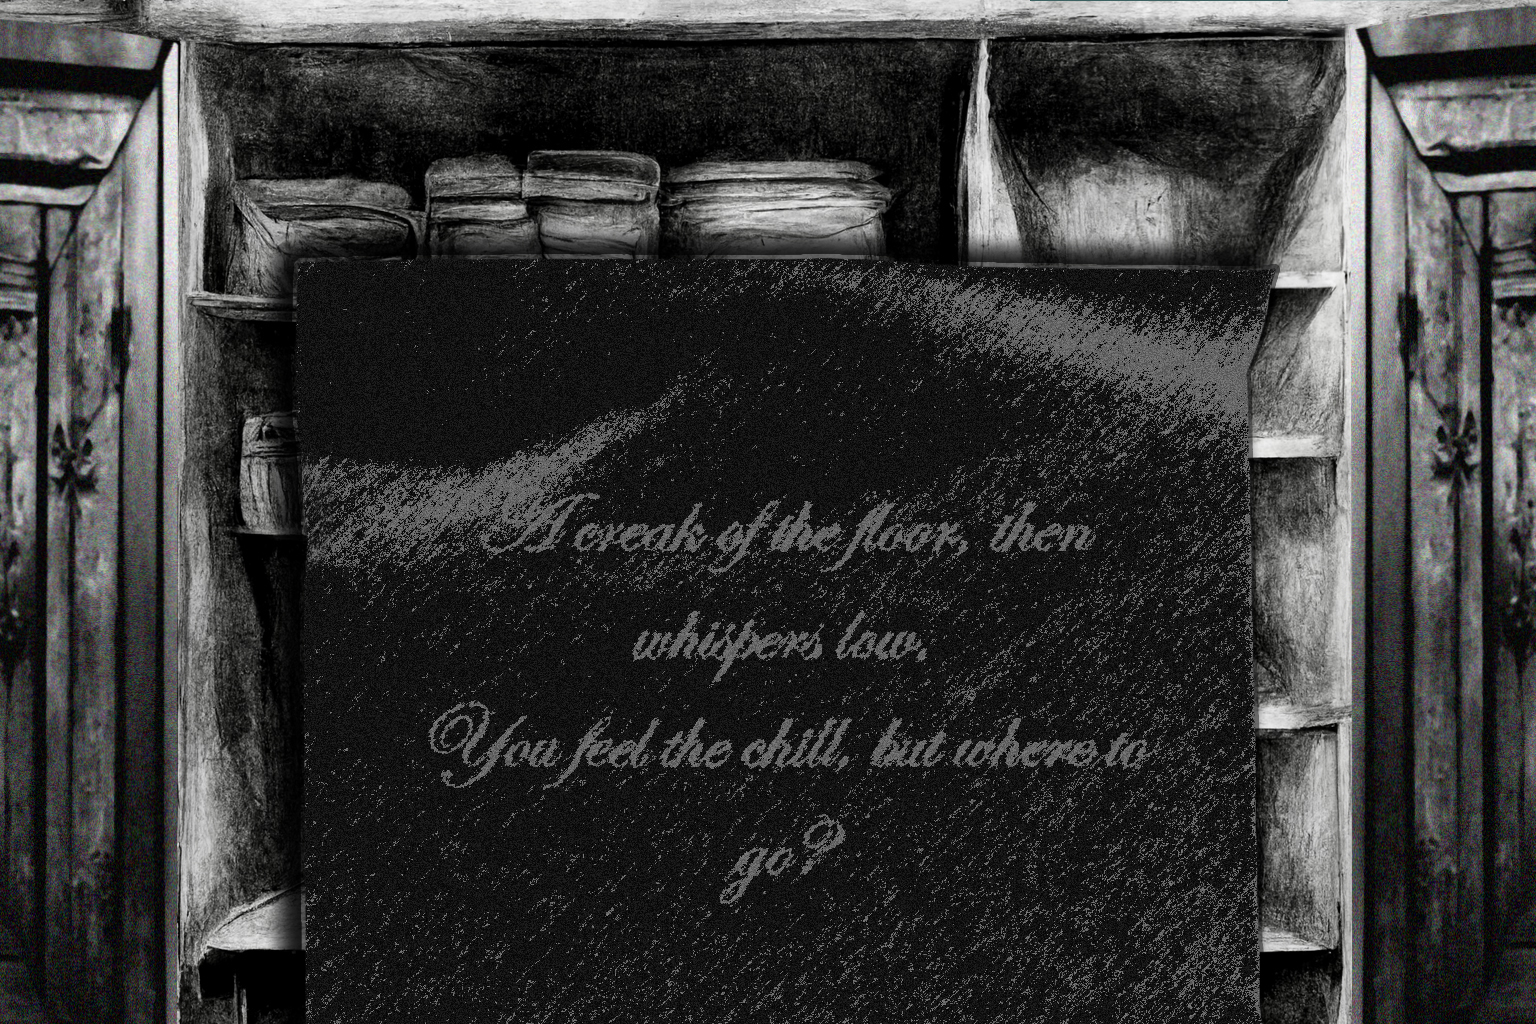 A creak of the floor, then
whispers low.
You feel the chill, but where to
go?